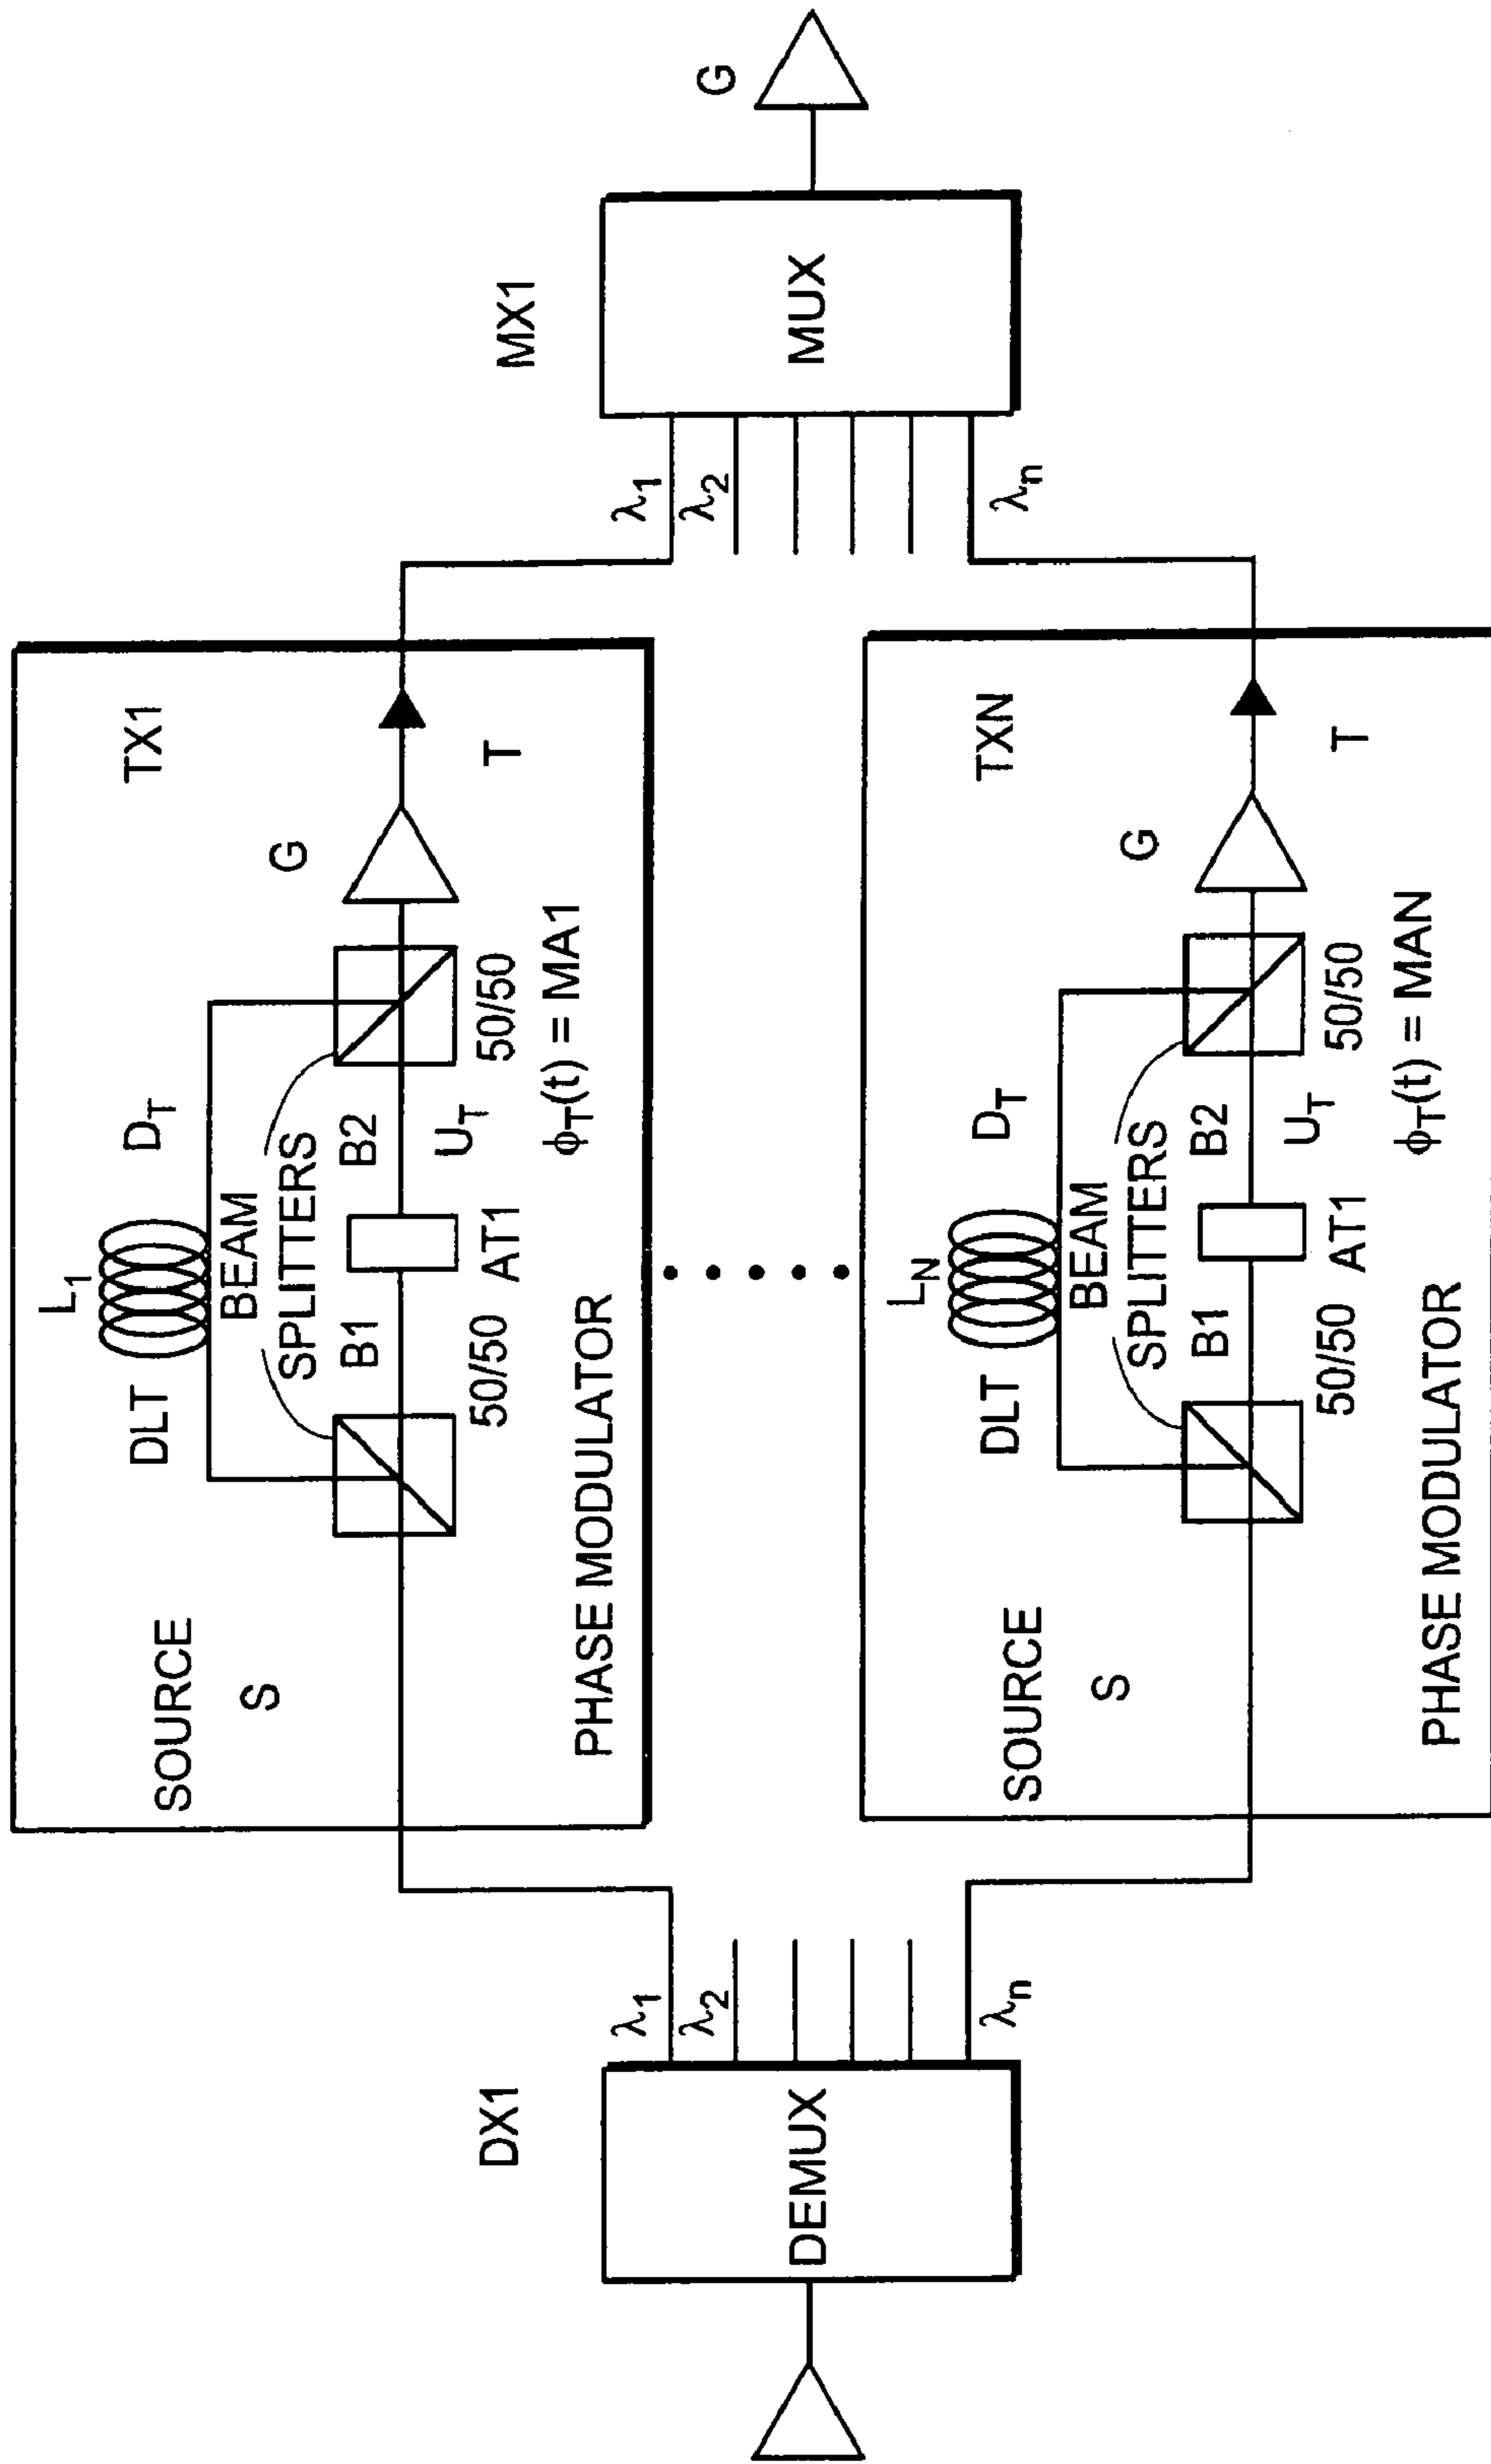 DX1
DEMUX
λ1
λ2
λn
SOURCE
S
L1
DLT
DT
BEAM
SPLITTERS
B1
B2
50/50
AT1
UT
50/50
G
TX1
T
PHASE MODULATOR
ϕT(t) = MA1
SOURCE
S
LN
DLT
DT
BEAM
SPLITTERS
B1
B2
50/50
AT1
UT
50/50
G
TXN
T
PHASE MODULATOR
ϕT(t) = MAN
λ1
λ2
λn
MX1
MUX
G